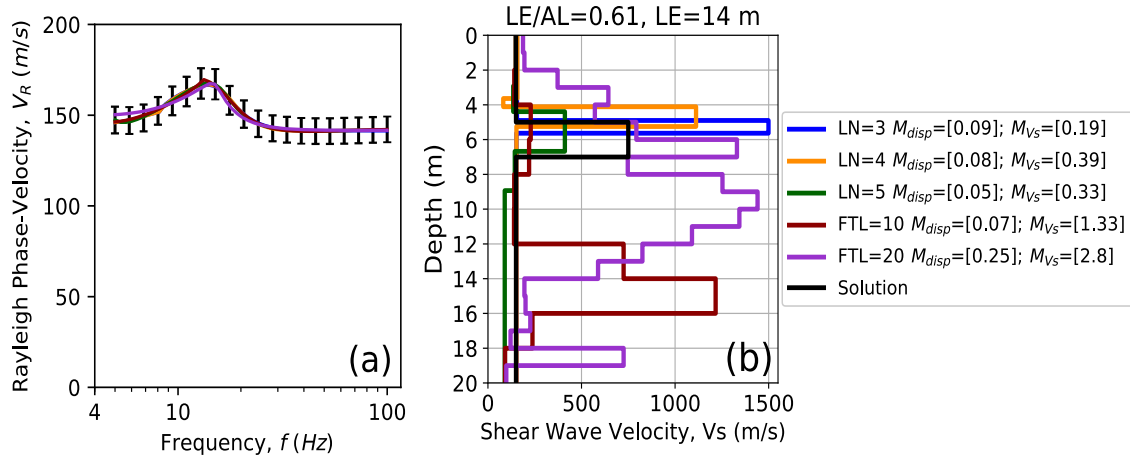 LE/AL=0.61, LE=14 m
200
150
100
50
0
4
10
100
Rayleigh Phase-Velocity, V_R (m/s)
Frequency, f (Hz)
(a)
0
2
4
6
8
10
12
14
16
18
20
Depth (m)
0
500
1000
1500
Shear Wave Velocity, Vs (m/s)
(b)
LN=3 M_disp=[0.09]; M_Vs=[0.19]
LN=4 M_disp=[0.08]; M_Vs=[0.39]
LN=5 M_disp=[0.05]; M_Vs=[0.33]
FTL=10 M_disp=[0.07]; M_Vs=[1.33]
FTL=20 M_disp=[0.25]; M_Vs=[2.8]
Solution